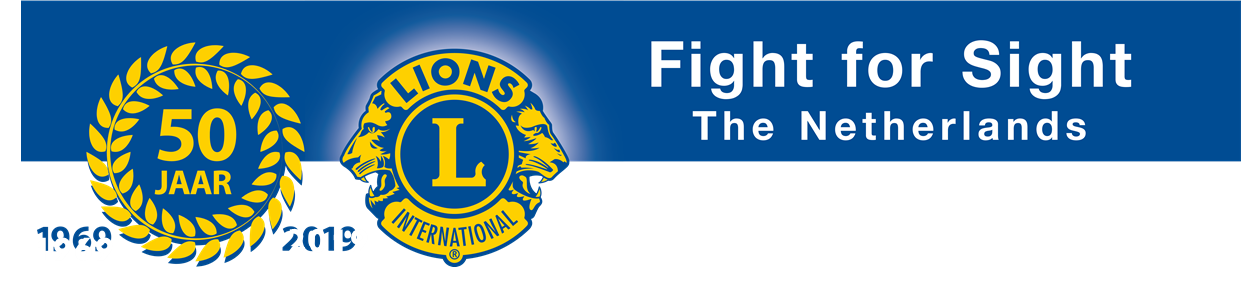 50
JAAR
1969
2019
LIONS
L
INTERNATIONAL
®
Fight for Sight
The Netherlands